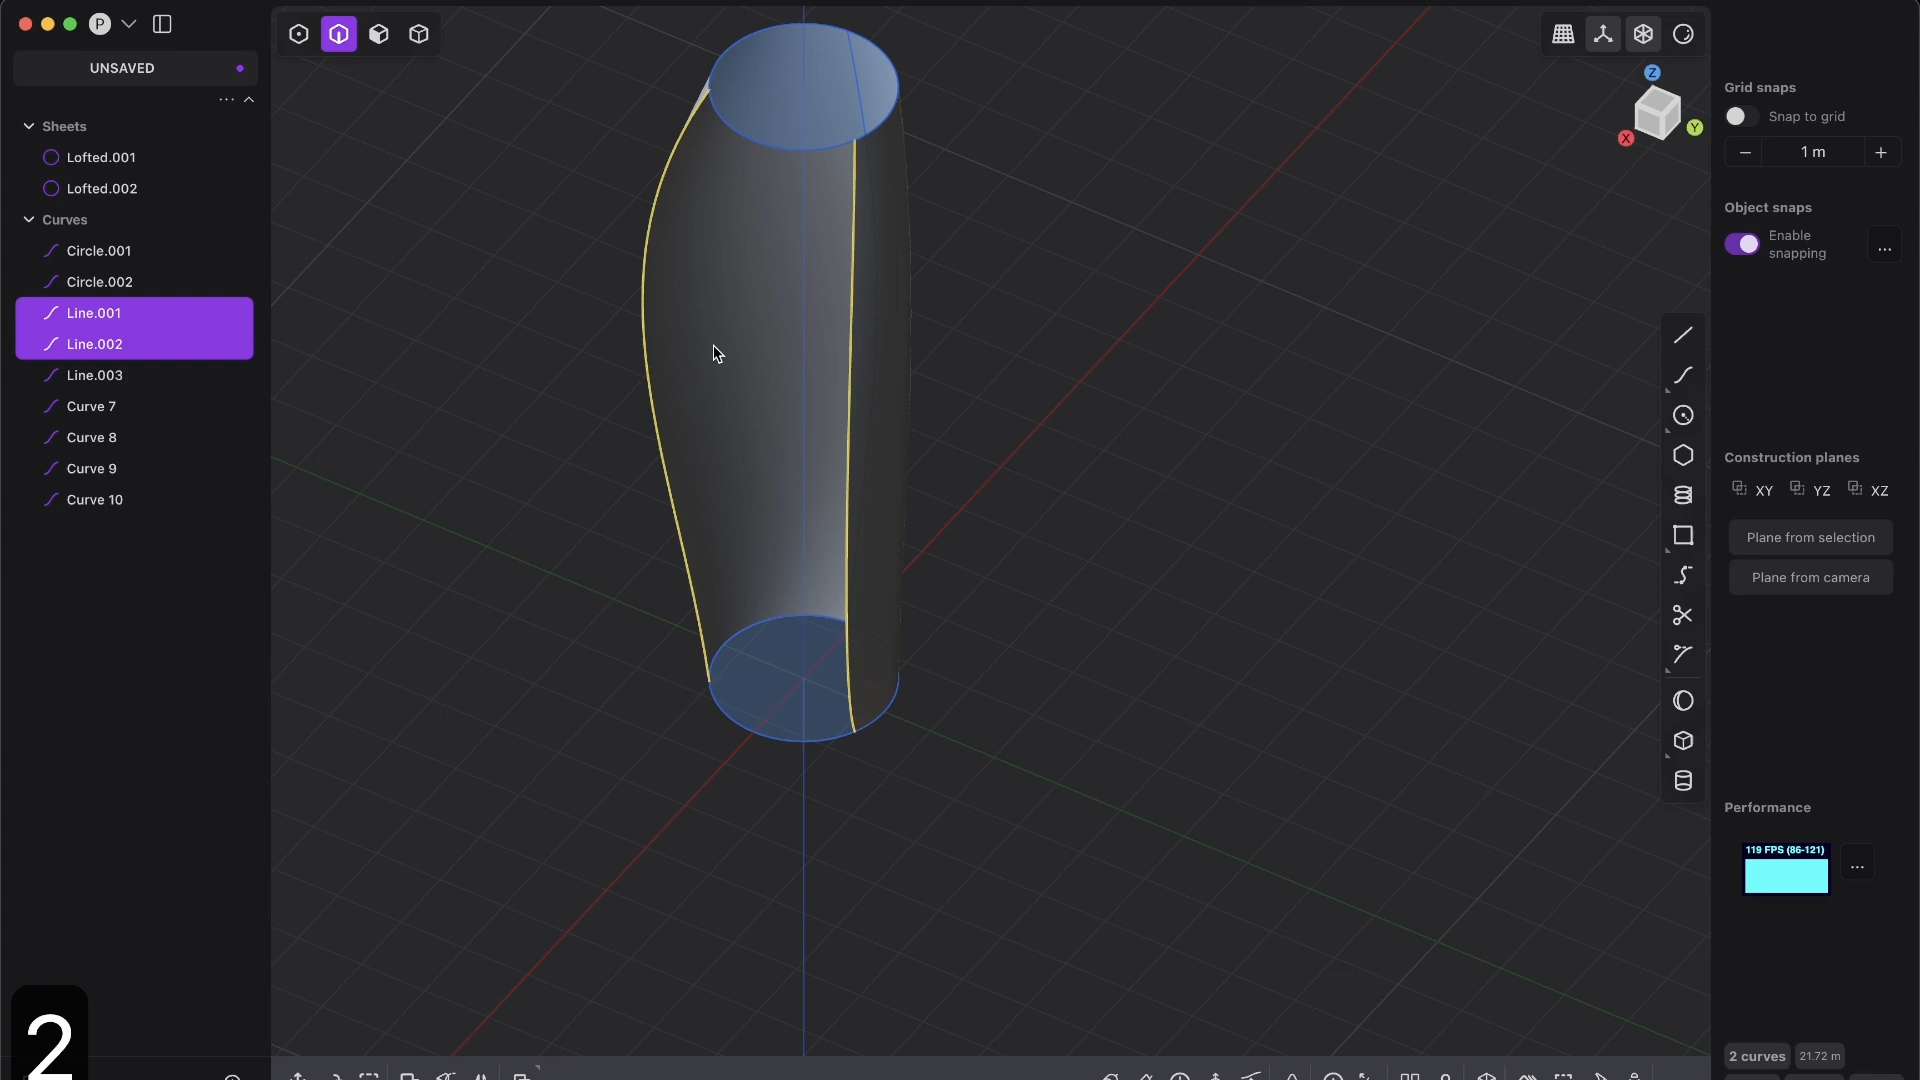 P
UNSAVED
Sheets
Lofted.001
Lofted.002
Curves
Circle.001
Circle.002
Line.001
Line.002
Line.003
Curve 7
Curve 8
Curve 9
Curve 10
2
Z
X
Y
Grid snaps
Snap to grid
1 m
Object snaps
Enable
snapping
Construction planes
XY YZ XZ
Plane from selection
Plane from camera
Performance
119 FPS (86-121)
2 curves 21.72 m